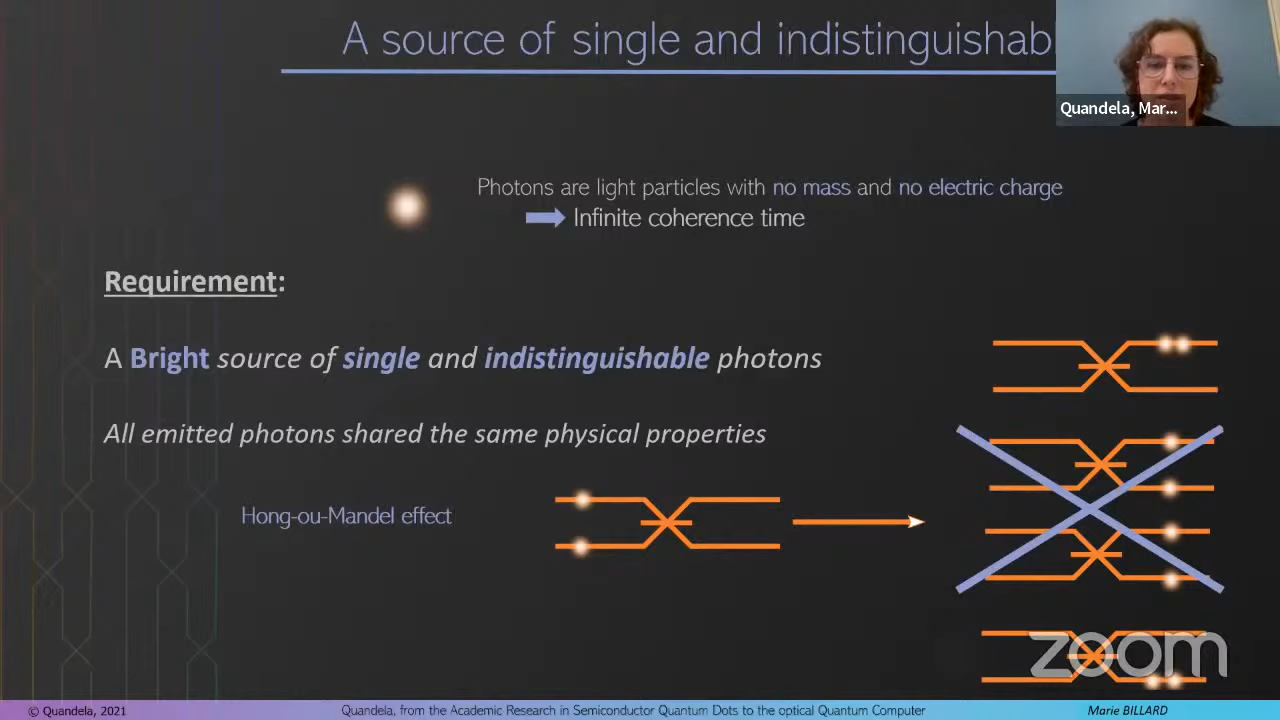 A source of single and indistinguishabl
Quandela, Mar...
Photons are light particles with no mass and no electric charge
Infinite coherence time
Requirement:
A Bright source of single and indistinguishable photons
All emitted photons shared the same physical properties
Hong-ou-Mandel effect
zoom
© Quandela, 2021
Quandela, from the Academic Research in Semiconductor Quantum Dots to the optical Quantum Computer
Marie BILLARD